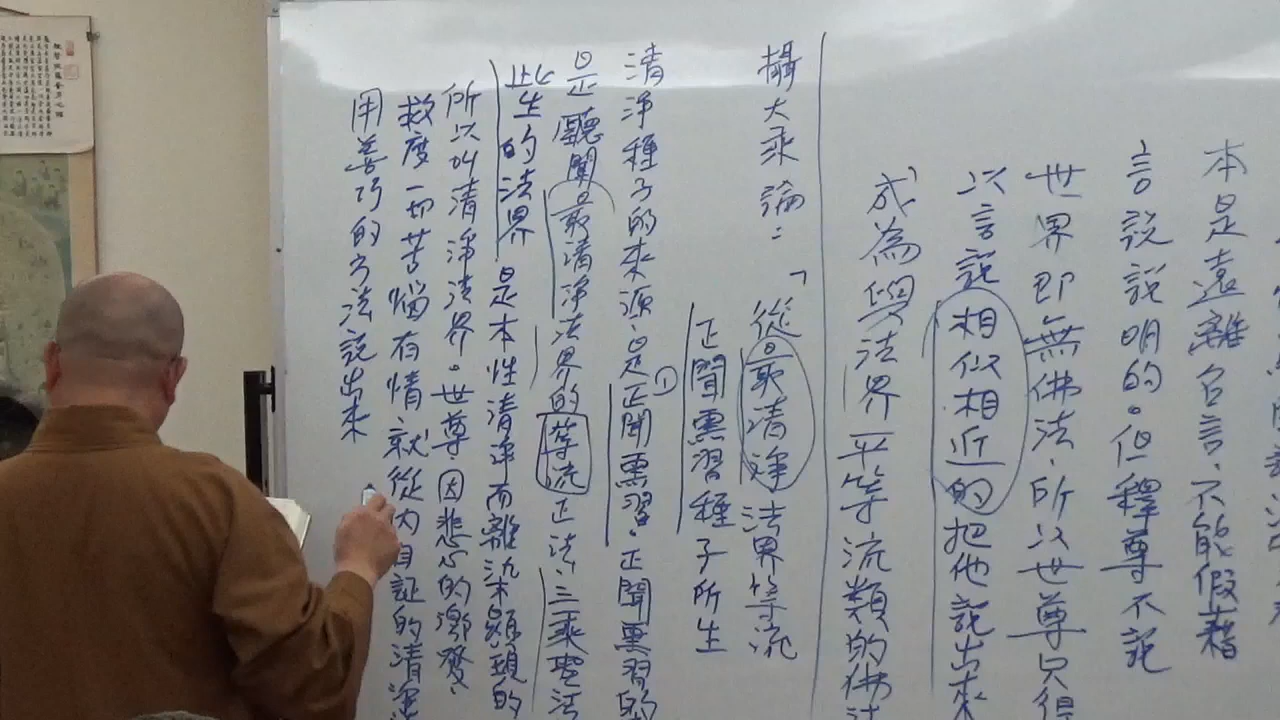 本是遠離名言、不能假藉
言說說明的。但釋尊不說
世界即無佛法、所以世尊只得
以言說相似相近的把他說出來
成為與法界平等流類的佛法
攝大乘論：「從最清淨法界等流
正聞熏習種子所生
清淨種子的來源、是①正聞熏習。正聞熏習的
是聽聞最清淨法界的等流正法、三乘聖法
此生的法界是本性清淨而離染顯現的
所以叫清淨法界。世尊因悲心的激發、
救度一切苦惱有情就從內自証的清淨
用善巧的方法說出來